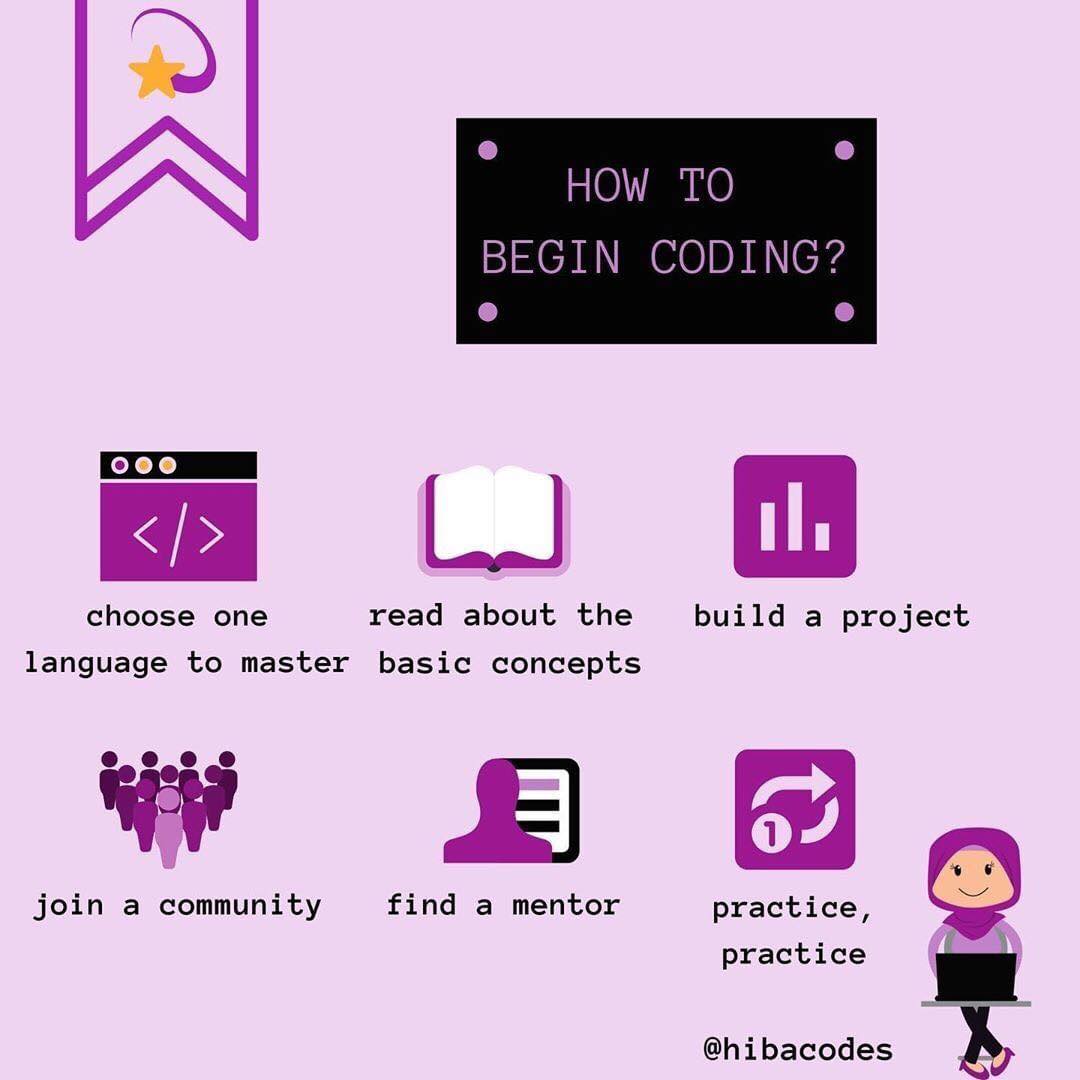 HOW TO
BEGIN CODING?
</>
choose one
language to master
read about the
basic concepts
build a project
join a community
find a mentor
1
practice,
practice
@hibacodes